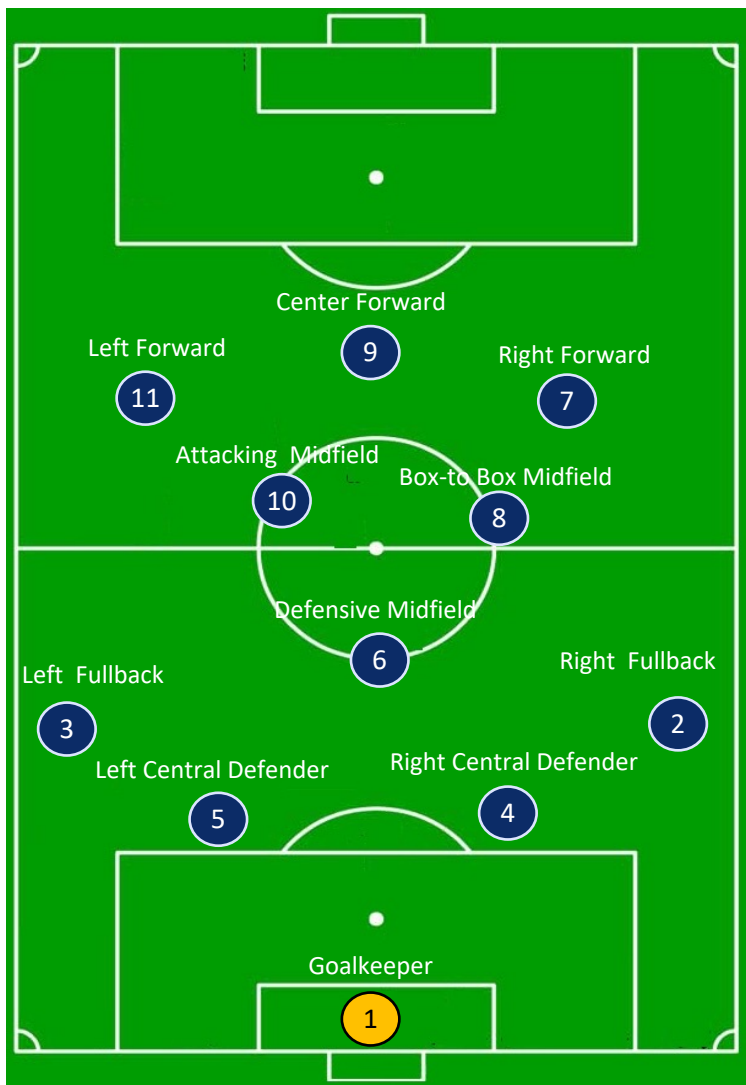 Center Forward
9
Left Forward
11
Right Forward
7
Attacking  Midfield
10
Box-to Box Midfield
8
Defensive Midfield
6
Left  Fullback
3
Right  Fullback
2
Left Central Defender
5
Right Central Defender
4
Goalkeeper
1